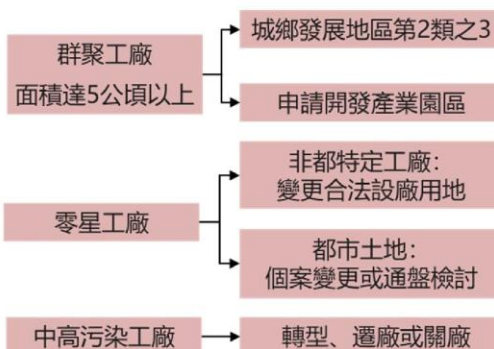 群聚工廠
面積達5公頃以上
城鄉發展地區第2類之3
申請開發產業園區
零星工廠
非都特定工廠：
變更合法設廠用地
都市土地：
個案變更或通盤檢討
中高污染工廠
轉型、遷廠或關廠